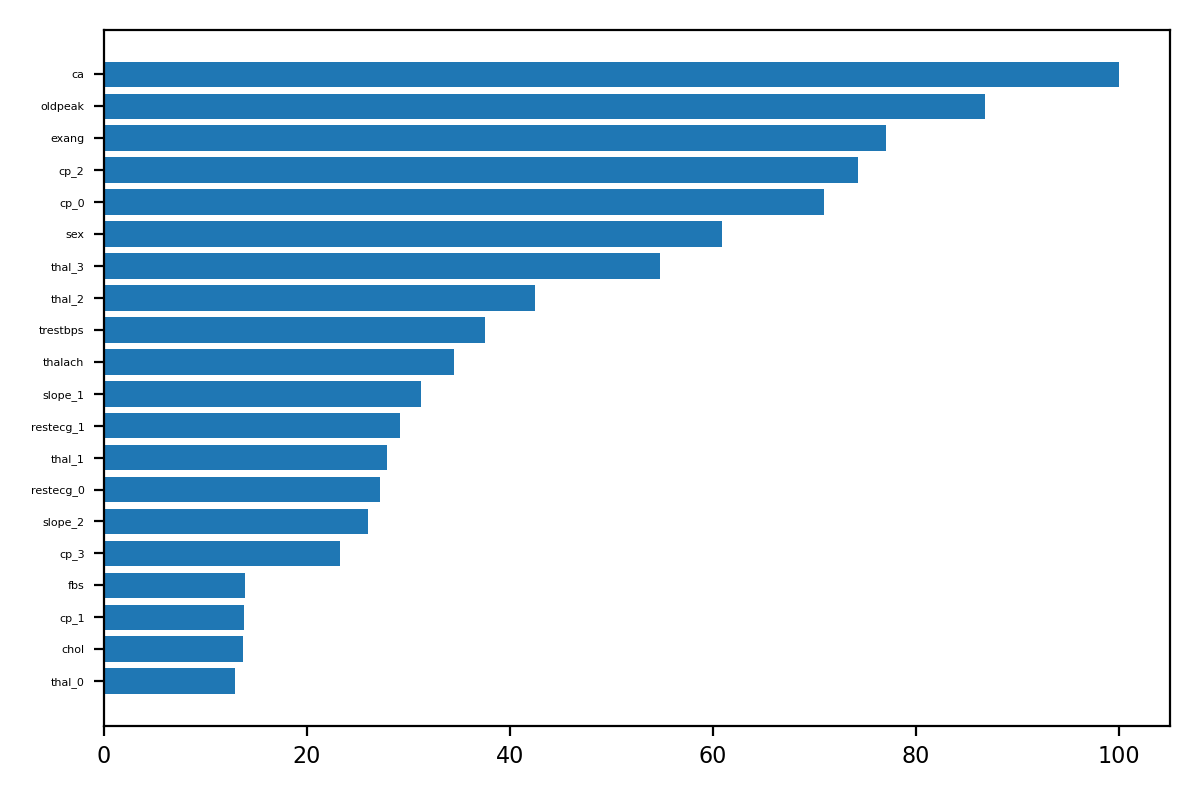 ca
oldpeak
exang
cp_2
cp_0
sex
thal_3
thal_2
trestbps
thalach
slope_1
restecg_1
thal_1
restecg_0
slope_2
cp_3
fbs
cp_1
chol
thal_0
0 20 40 60 80 100